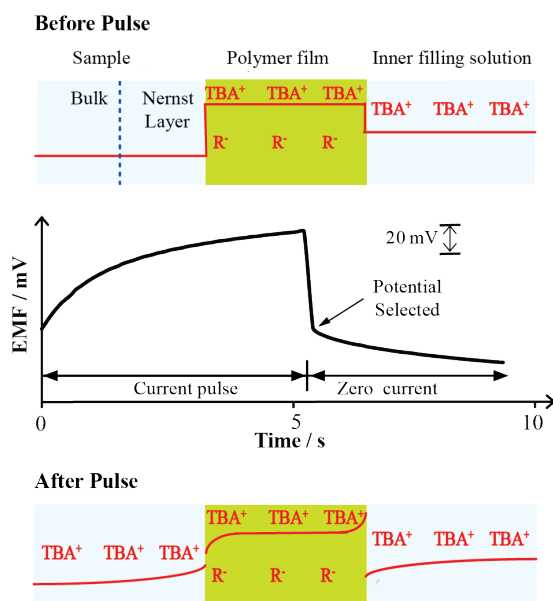 Before Pulse
Sample Polymer film Inner filling solution
Bulk Nernst Layer
TBA⁺ TBA⁺ TBA⁺
TBA⁺ TBA⁺ TBA⁺
R⁻ R⁻ R⁻
EMF / mV
20 mV
Potential
Selected
Current pulse Zero current
0 5 10
Time / s
After Pulse
TBA⁺ TBA⁺ TBA⁺
TBA⁺ TBA⁺ TBA⁺
TBA⁺ TBA⁺ TBA⁺
R⁻ R⁻ R⁻